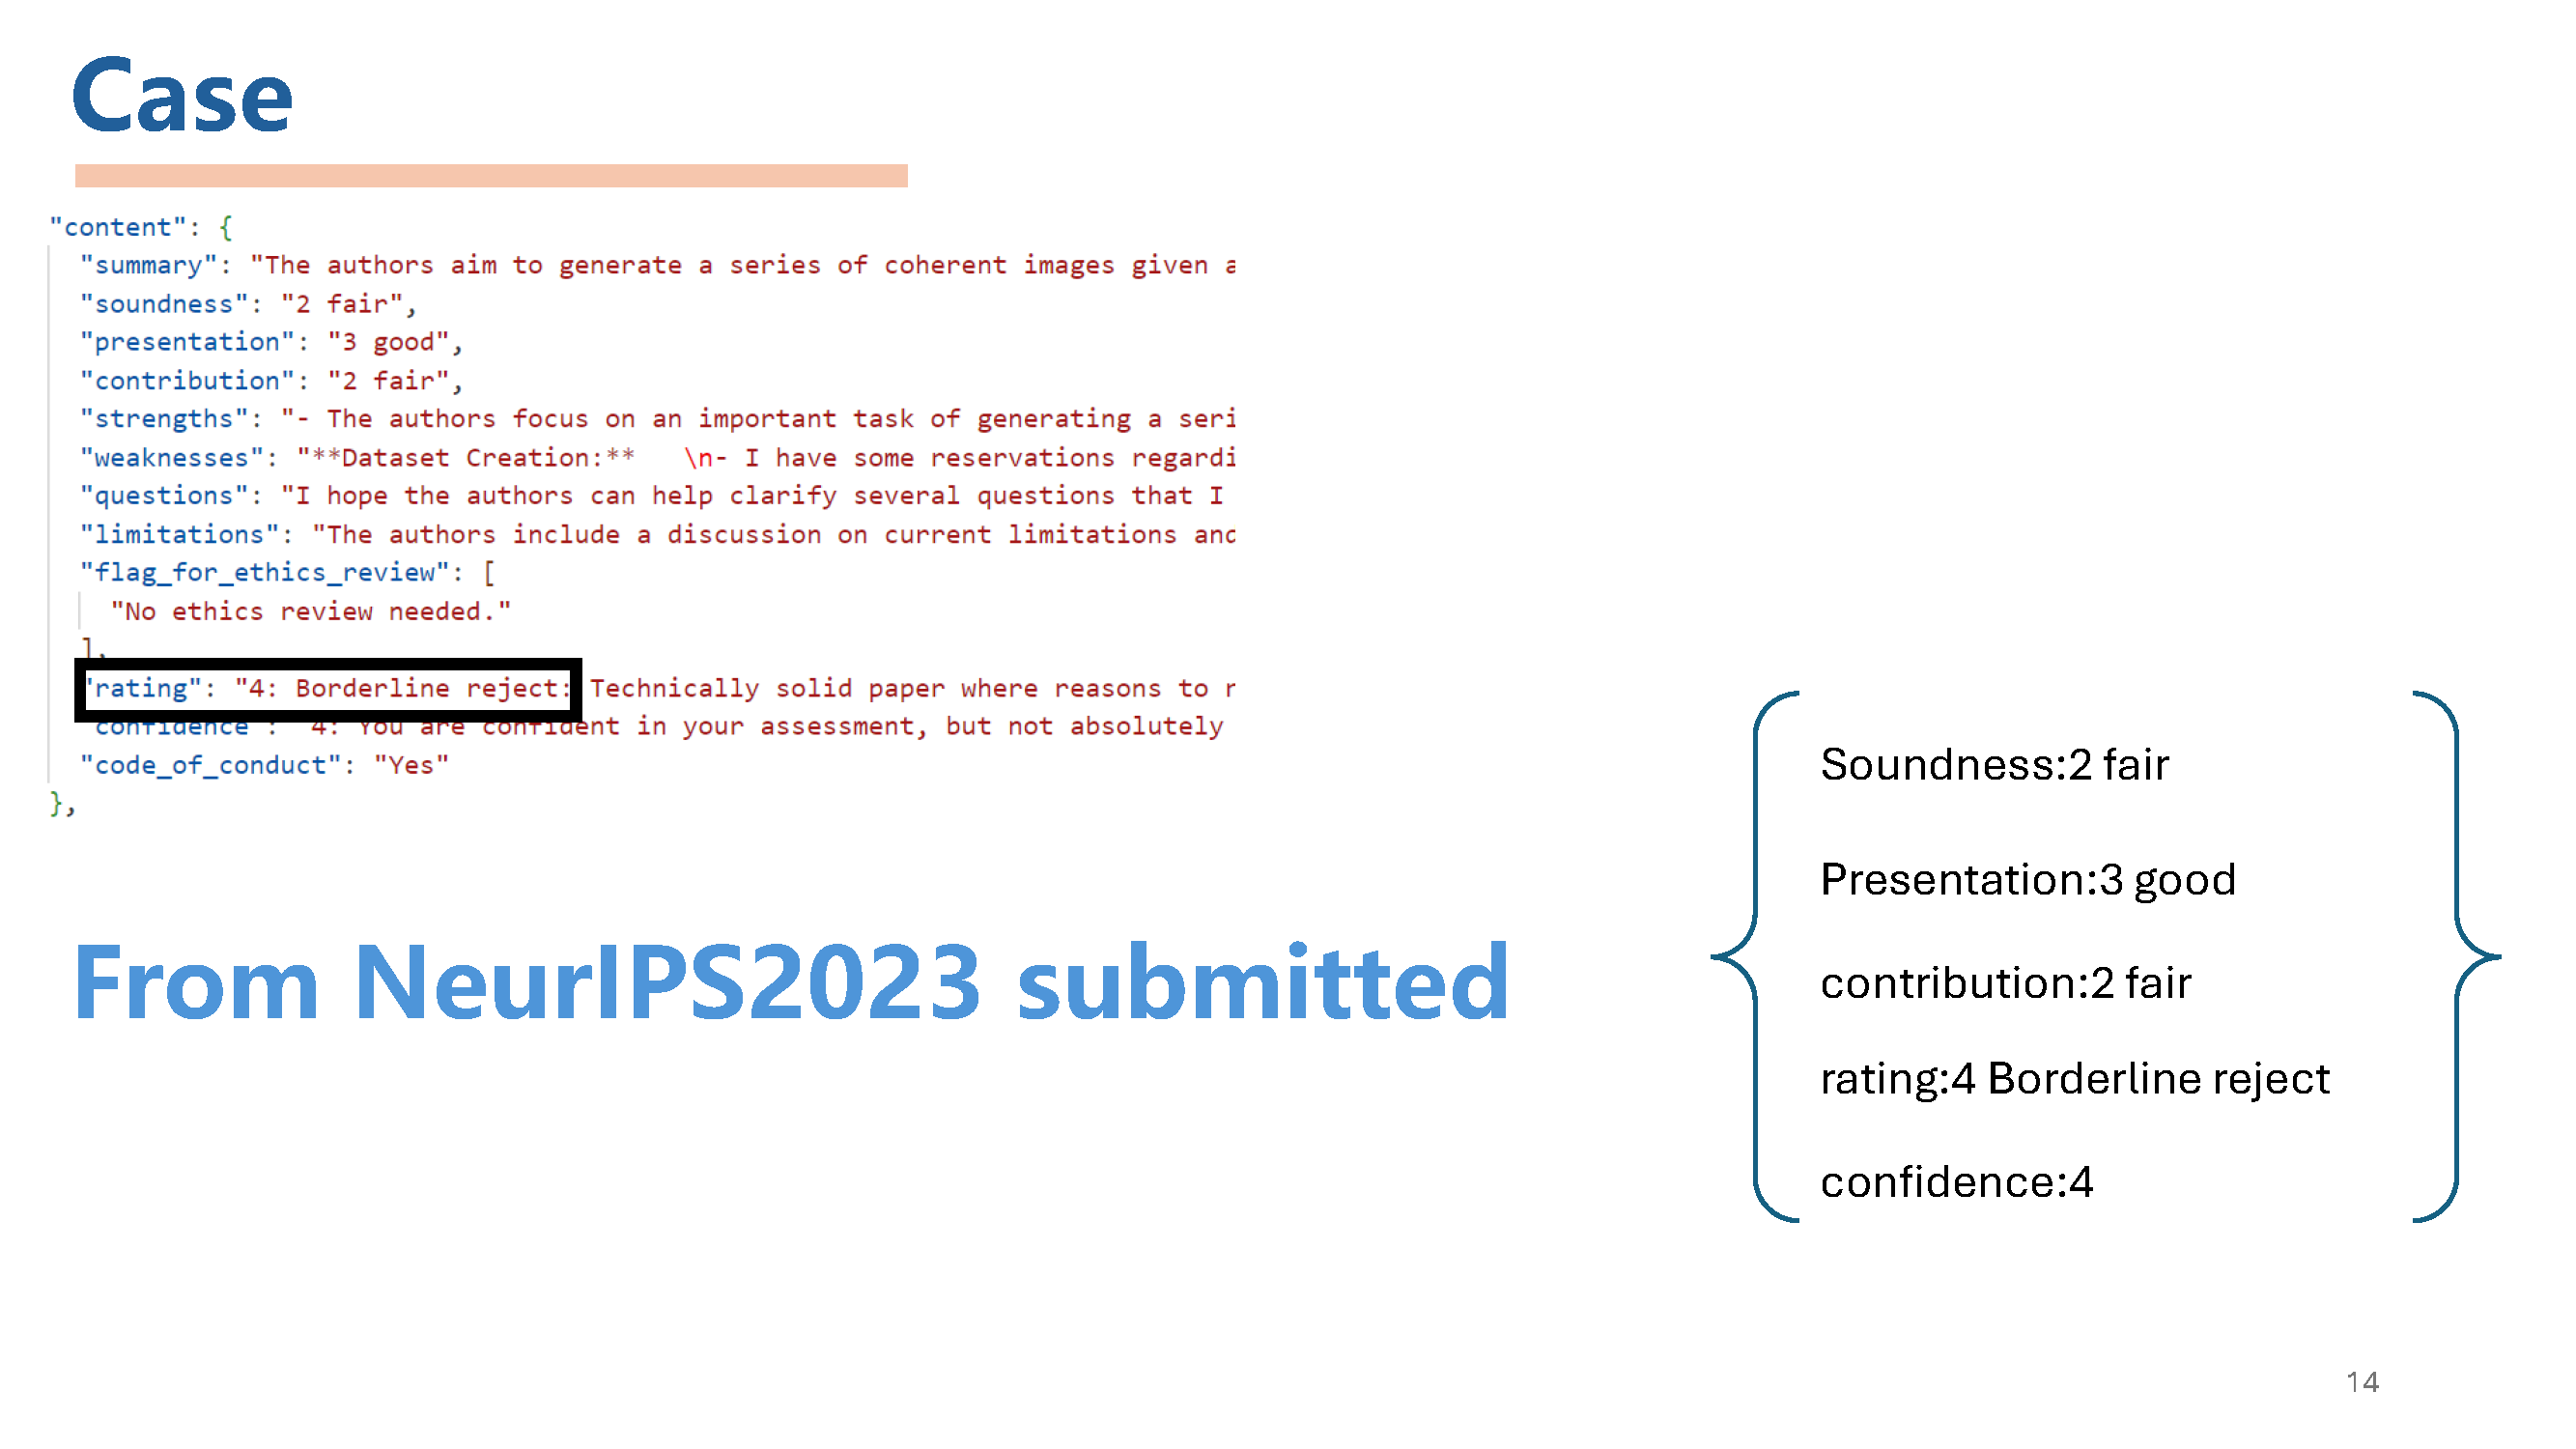 Case
"content": {
"summary": "The authors aim to generate a series of coherent images given a
"soundness": "2 fair",
"presentation": "3 good",
"contribution": "2 fair",
"strengths": "- The authors focus on an important task of generating a seri
"weaknesses": "**Dataset Creation:**   \n- I have some reservations regardi
"questions": "I hope the authors can help clarify several questions that I
"limitations": "The authors include a discussion on current limitations and
"flag_for_ethics_review": [
"No ethics review needed."
],
"rating": "4: Borderline reject: Technically solid paper where reasons to r
"confidence": "4: You are confident in your assessment, but not absolutely
"code_of_conduct": "Yes"
},
From NeurIPS2023 submitted
Soundness:2 fair
Presentation:3 good
contribution:2 fair
rating:4 Borderline reject
confidence:4
14